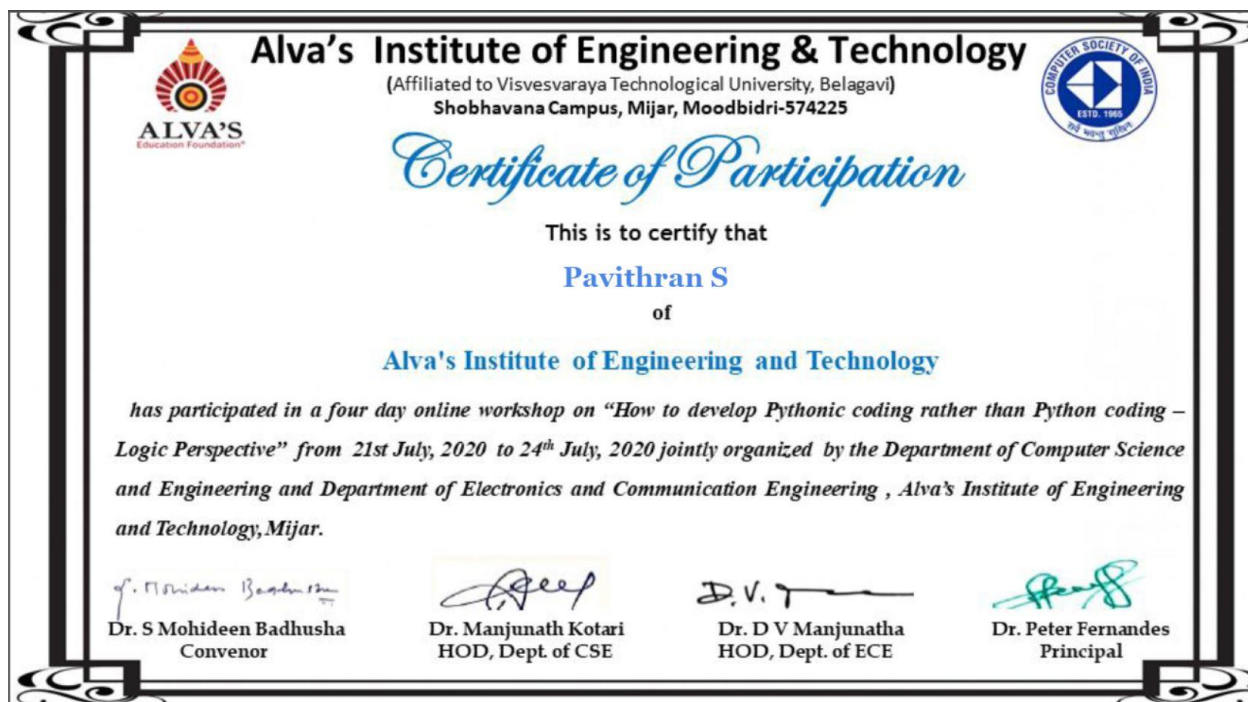 Alva's Institute of Engineering & Technology
(Affiliated to Visvesvaraya Technological University, Belagavi)
Shobhavana Campus, Mijar, Moodbidri-574225
ALVA'S
Education Foundation®
COMPUTER SOCIETY OF INDIA
ESTD. 1965
Certificate of Participation
This is to certify that
Pavithran S
of
Alva's Institute of Engineering and Technology
has participated in a four day online workshop on “How to develop Pythonic coding rather than Python coding –
Logic Perspective” from 21st July, 2020 to 24th July, 2020 jointly organized by the Department of Computer Science
and Engineering and Department of Electronics and Communication Engineering , Alva’s Institute of Engineering
and Technology, Mijar.
S. Mohideen Badhusha
D.V.
Dr. S Mohideen Badhusha
Convenor
Dr. Manjunath Kotari
HOD, Dept. of CSE
Dr. D V Manjunatha
HOD, Dept. of ECE
Dr. Peter Fernandes
Principal